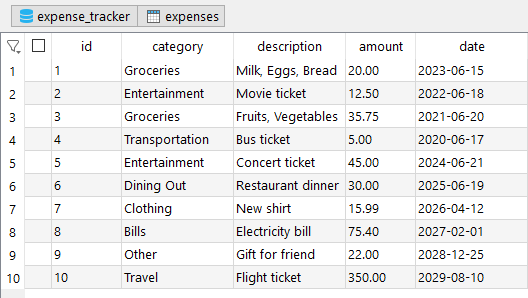 expense_tracker expenses
id category description amount date
1 1 Groceries Milk, Eggs, Bread 20.00 2023-06-15
2 2 Entertainment Movie ticket 12.50 2022-06-18
3 3 Groceries Fruits, Vegetables 35.75 2021-06-20
4 4 Transportation Bus ticket 5.00 2020-06-17
5 5 Entertainment Concert ticket 45.00 2024-06-21
6 6 Dining Out Restaurant dinner 30.00 2025-06-19
7 7 Clothing New shirt 15.99 2026-04-12
8 8 Bills Electricity bill 75.40 2027-02-01
9 9 Other Gift for friend 22.00 2028-12-25
10 10 Travel Flight ticket 350.00 2029-08-10